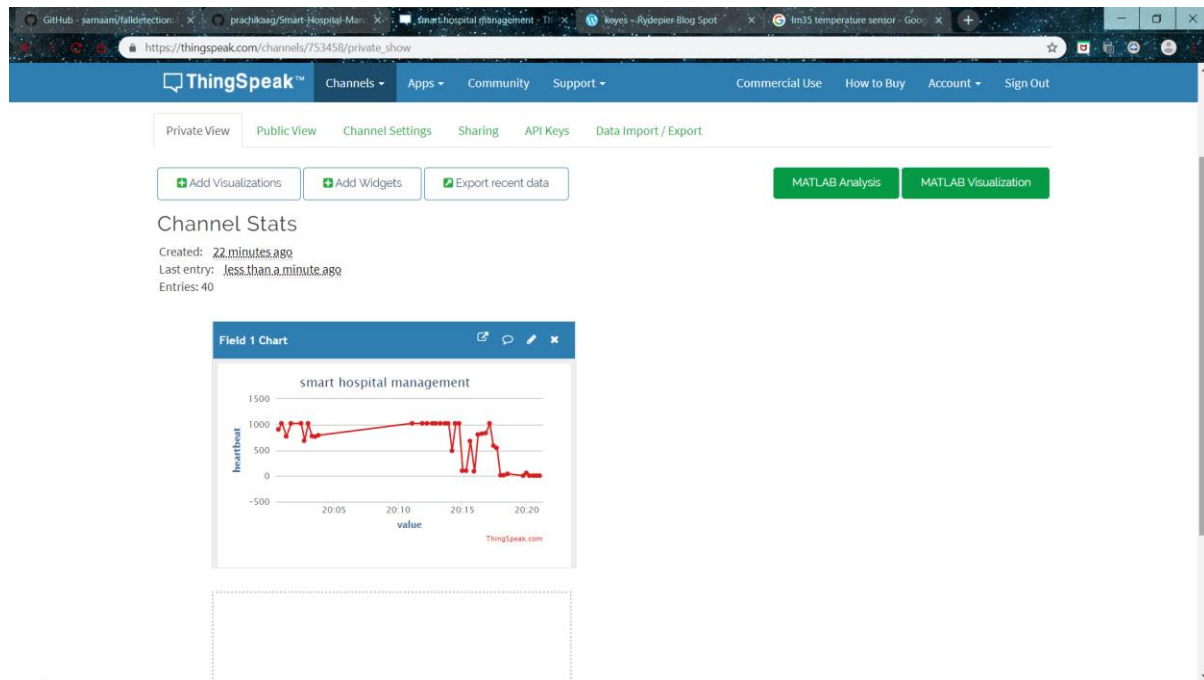 GitHub - samaam/falldetection
prachikaag/Smart-Hospital-Man
smart hospital management - Th
keyes – Rydepier Blog Spot
lm35 temperature sensor - Goog
https://thingspeak.com/channels/753458/private_show
ThingSpeak™ Channels Apps Community Support Commercial Use How to Buy Account Sign Out
Private View Public View Channel Settings Sharing API Keys Data Import / Export
Add Visualizations Add Widgets Export recent data MATLAB Analysis MATLAB Visualization
Channel Stats
Created: 22 minutes ago
Last entry: less than a minute ago
Entries: 40
Field 1 Chart
smart hospital management
1500
1000
500
0
-500
heartbeat
20:05 20:10 20:15 20:20
value
ThingSpeak.com